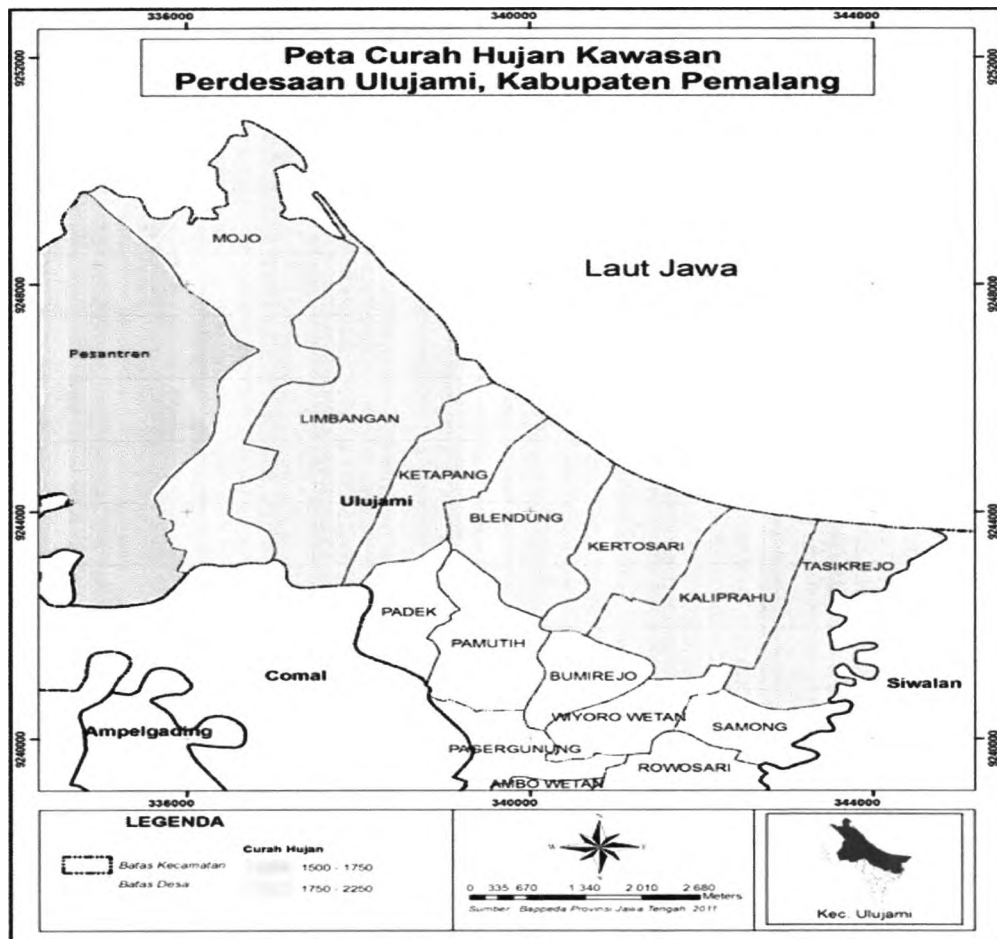 336000 340000 344000
Peta Curah Hujan Kawasan
Perdesaan Ulujami, Kabupaten Pemalang
9252000 9252000
MOJO
Laut Jawa
9248000 9248000
Pesantren
LIMBANGAN
KETAPANG
Ulujami
BLENDUNG
9244000 9244000
KERTOSARI
TASIKREJO
KALIPRAHU
PADEK
PAMUTIH
Comal
BUMIREJO
Siwalan
WIYORO WETAN
SAMONG
Ampelgading
9240000 9240000
PAGERGUNUNG
ROWOSARI
AMBO WETAN
336000 340000 344000
LEGENDA
Batas Kecamatan
Batas Desa
Curah Hujan
1500 - 1750
1750 - 2250
0 335 670 1 340 2 010 2 680
Meters
Sumber Bappeda Provinsi Jawa Tengah 2011
Kec. Ulujami